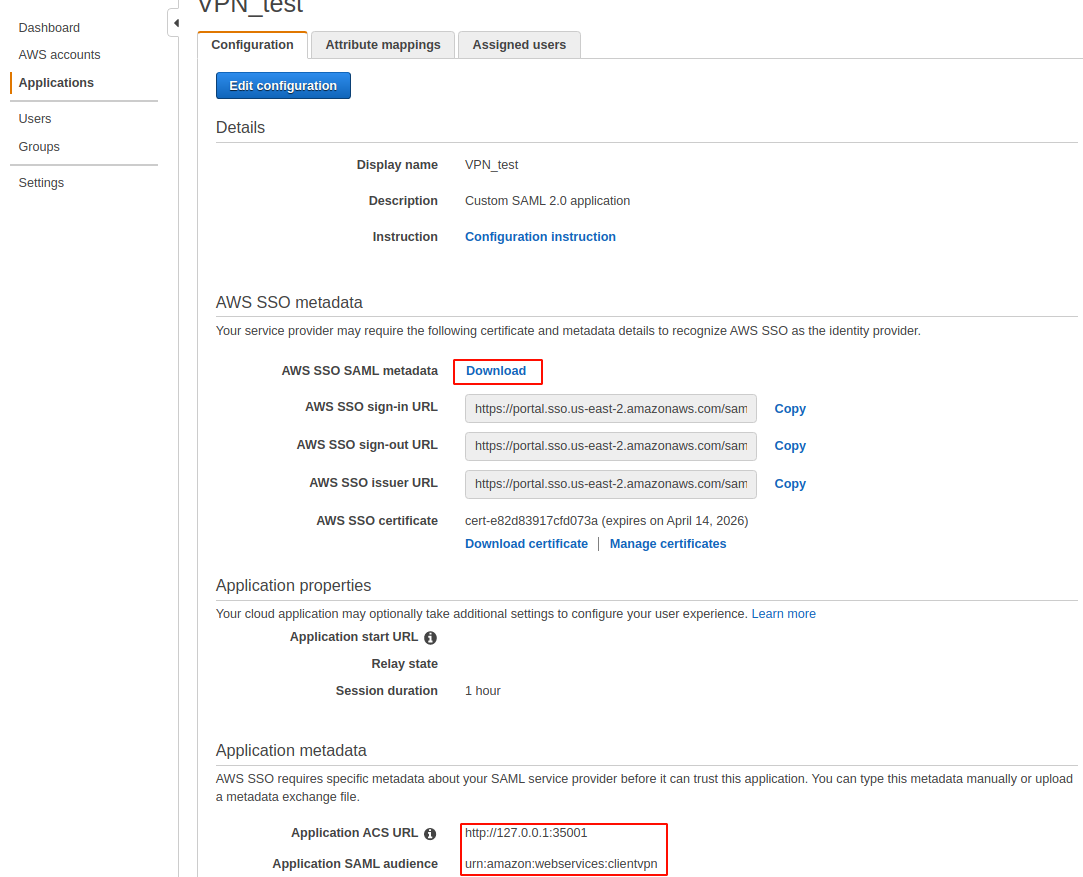 VPN_test
Dashboard
AWS accounts
Applications
Users
Groups
Settings
Configuration
Attribute mappings
Assigned users
Edit configuration
Details
Display name VPN_test
Description Custom SAML 2.0 application
Instruction Configuration instruction
AWS SSO metadata
Your service provider may require the following certificate and metadata details to recognize AWS SSO as the identity provider.
AWS SSO SAML metadata Download
AWS SSO sign-in URL https://portal.sso.us-east-2.amazonaws.com/sam Copy
AWS SSO sign-out URL https://portal.sso.us-east-2.amazonaws.com/sam Copy
AWS SSO issuer URL https://portal.sso.us-east-2.amazonaws.com/sam Copy
AWS SSO certificate cert-e82d83917cfd073a (expires on April 14, 2026)
Download certificate | Manage certificates
Application properties
Your cloud application may optionally take additional settings to configure your user experience. Learn more
Application start URL
Relay state
Session duration 1 hour
Application metadata
AWS SSO requires specific metadata about your SAML service provider before it can trust this application. You can type this metadata manually or upload
a metadata exchange file.
Application ACS URL http://127.0.0.1:35001
Application SAML audience urn:amazon:webservices:clientvpn